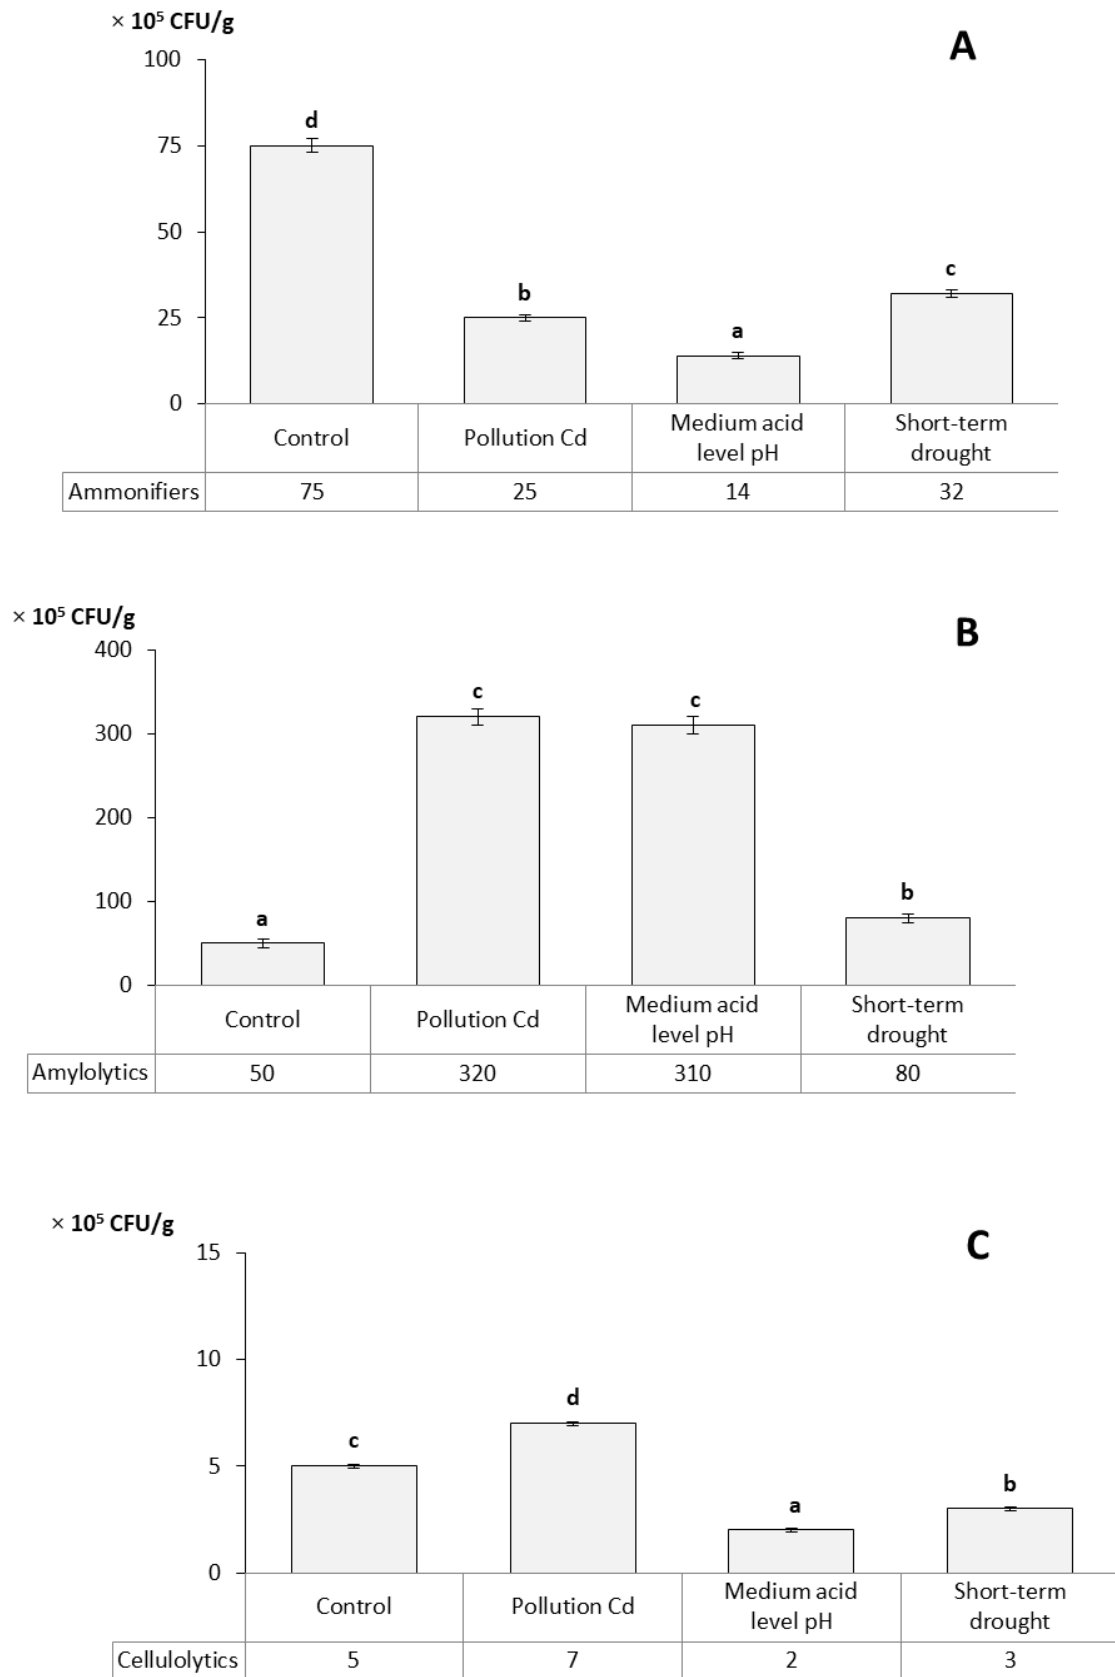 × 10⁵ CFU/g
A
100
75
50
25
0
d
b
a
c
Control Pollution Cd Medium acid level pH Short-term drought
Ammonifiers 75 25 14 32
× 10⁵ CFU/g
B
400
300
200
100
0
a
c
c
b
Control Pollution Cd Medium acid level pH Short-term drought
Amylolytics 50 320 310 80
× 10⁵ CFU/g
C
15
10
5
0
c
d
a
b
Control Pollution Cd Medium acid level pH Short-term drought
Cellulolytics 5 7 2 3